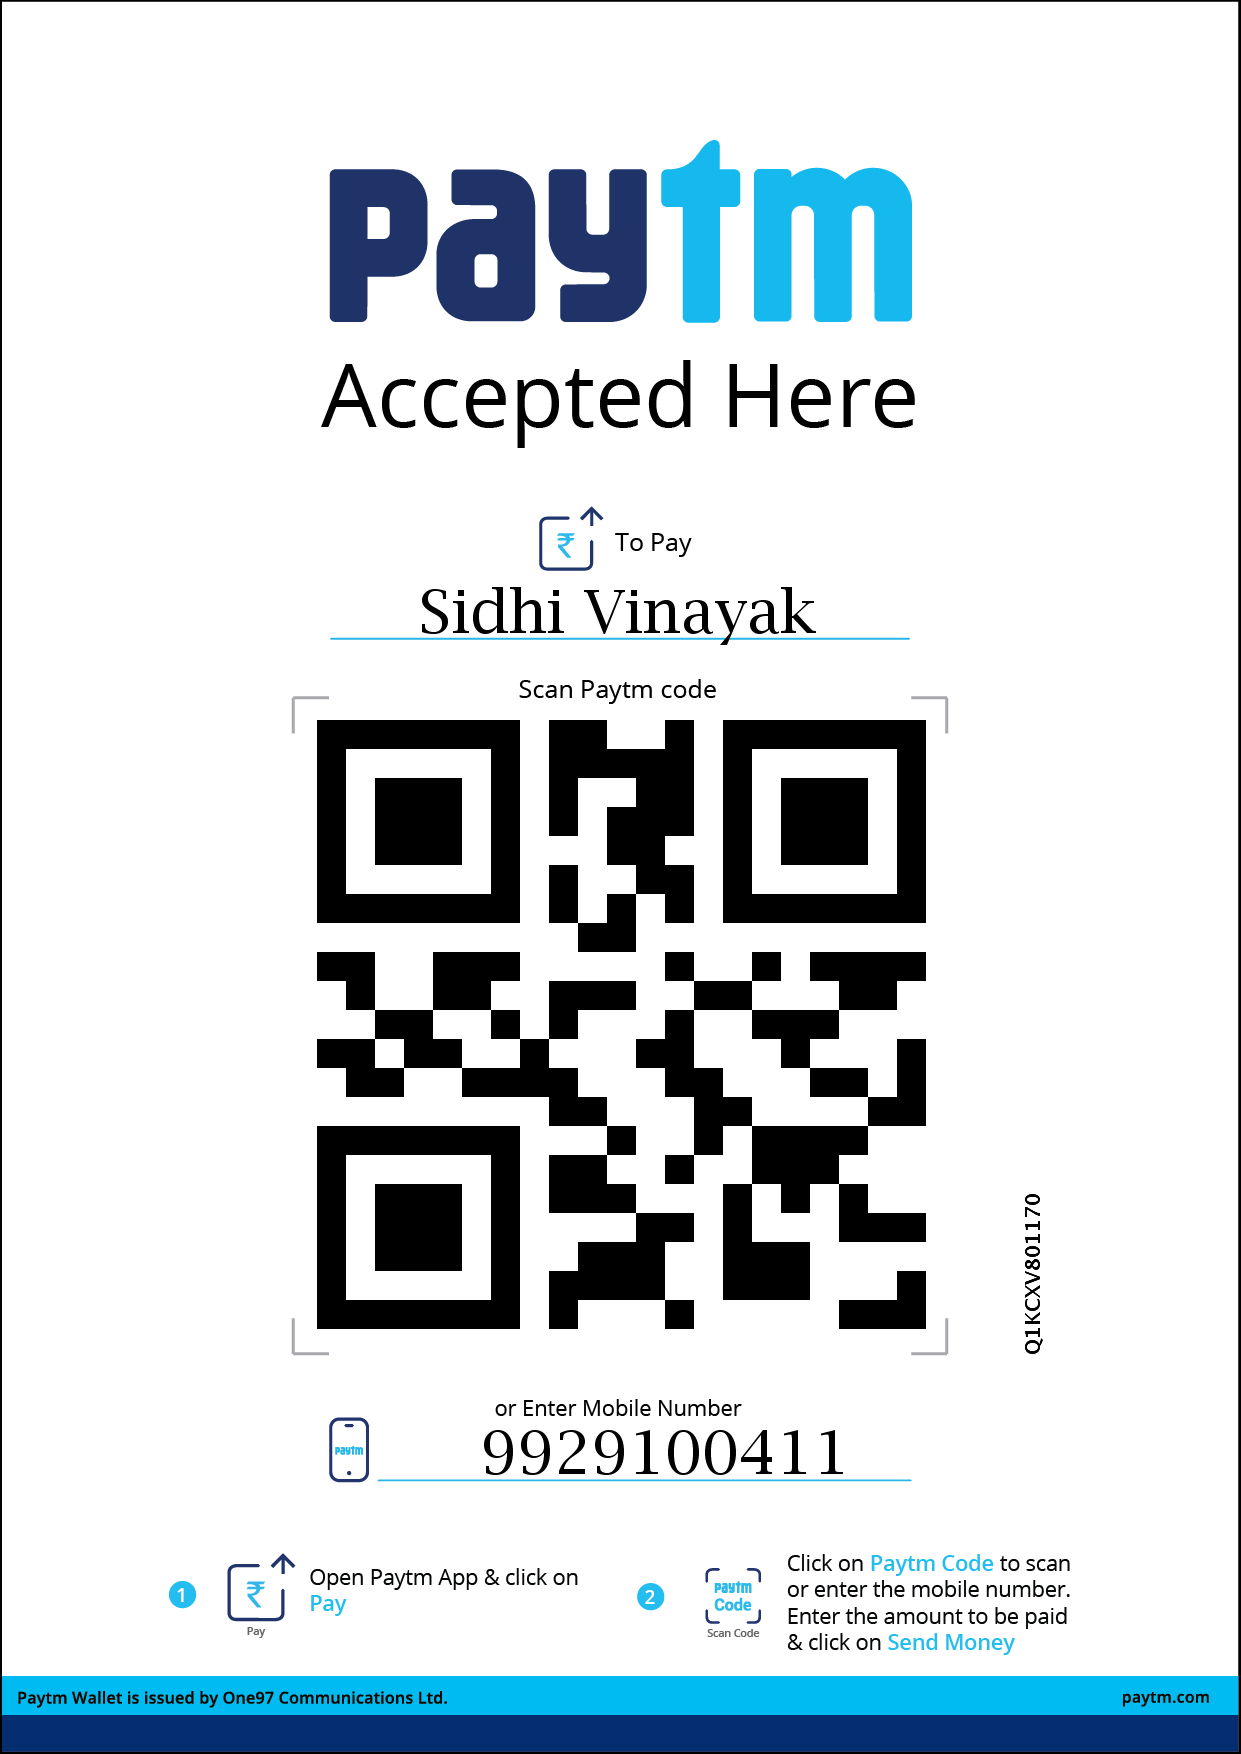 paytm
Accepted Here
₹ To Pay
Sidhi Vinayak
Scan Paytm code
Q1KCXV801170
or Enter Mobile Number
paytm
9929100411
1
₹
Pay
Open Paytm App & click on
Pay
2
paytm
Code
Scan Code
Click on Paytm Code to scan
or enter the mobile number.
Enter the amount to be paid
& click on Send Money
Paytm Wallet is issued by One97 Communications Ltd.
paytm.com